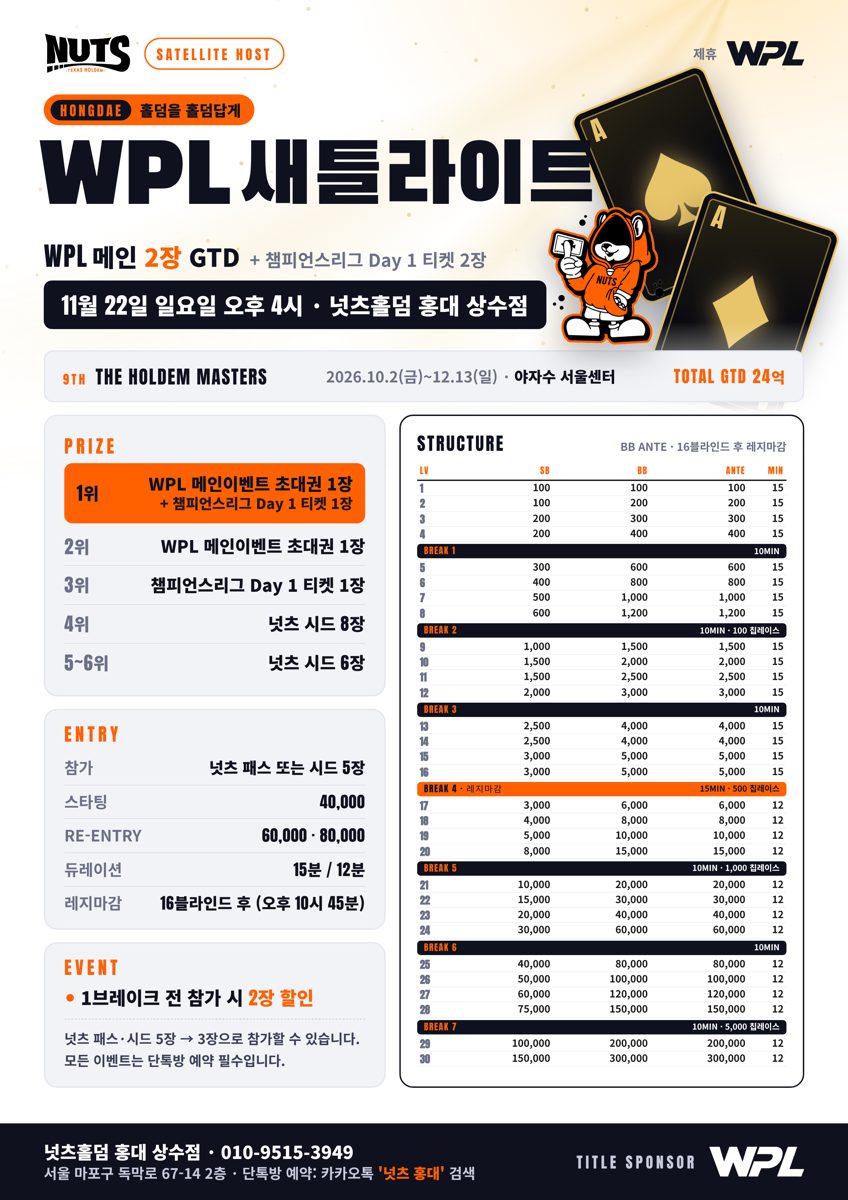 NUTS
TEXAS HOLDEM
SATELLITE HOST
제휴 WPL
HONGDAE 홀덤을 홀덤답게
WPL 새틀라이트
A
A
NUTS
WPL 메인 2장 GTD + 챔피언스리그 Day 1 티켓 2장
11월 22일 일요일 오후 4시 · 넛츠홀덤 홍대 상수점
9TH THE HOLDEM MASTERS 2026.10.2(금)~12.13(일) · 야자수 서울센터 TOTAL GTD 24억
PRIZE
1위 WPL 메인이벤트 초대권 1장
+ 챔피언스리그 Day 1 티켓 1장
2위 WPL 메인이벤트 초대권 1장
3위 챔피언스리그 Day 1 티켓 1장
4위 넛츠 시드 8장
5~6위 넛츠 시드 6장
ENTRY
참가 넛츠 패스 또는 시드 5장
스타팅 40,000
RE-ENTRY 60,000 · 80,000
듀레이션 15분 / 12분
레지마감 16블라인드 후 (오후 10시 45분)
EVENT
• 1브레이크 전 참가 시 2장 할인
넛츠 패스·시드 5장 → 3장으로 참가할 수 있습니다.
모든 이벤트는 단톡방 예약 필수입니다.
STRUCTURE BB ANTE · 16블라인드 후 레지마감
LV SB BB ANTE MIN
1 100 100 100 15
2 100 200 200 15
3 200 300 300 15
4 200 400 400 15
BREAK 1 10MIN
5 300 600 600 15
6 400 800 800 15
7 500 1,000 1,000 15
8 600 1,200 1,200 15
BREAK 2 10MIN · 100 칩레이스
9 1,000 1,500 1,500 15
10 1,500 2,000 2,000 15
11 1,500 2,500 2,500 15
12 2,000 3,000 3,000 15
BREAK 3 10MIN
13 2,500 4,000 4,000 15
14 2,500 4,000 4,000 15
15 3,000 5,000 5,000 15
16 3,000 5,000 5,000 15
BREAK 4 · 레지마감 15MIN · 500 칩레이스
17 3,000 6,000 6,000 12
18 4,000 8,000 8,000 12
19 5,000 10,000 10,000 12
20 8,000 15,000 15,000 12
BREAK 5 10MIN · 1,000 칩레이스
21 10,000 20,000 20,000 12
22 15,000 30,000 30,000 12
23 20,000 40,000 40,000 12
24 30,000 60,000 60,000 12
BREAK 6 10MIN
25 40,000 80,000 80,000 12
26 50,000 100,000 100,000 12
27 60,000 120,000 120,000 12
28 75,000 150,000 150,000 12
BREAK 7 10MIN · 5,000 칩레이스
29 100,000 200,000 200,000 12
30 150,000 300,000 300,000 12
넛츠홀덤 홍대 상수점 · 010-9515-3949
서울 마포구 독막로 67-14 2층 · 단톡방 예약: 카카오톡 '넛츠 홍대' 검색
TITLE SPONSOR WPL